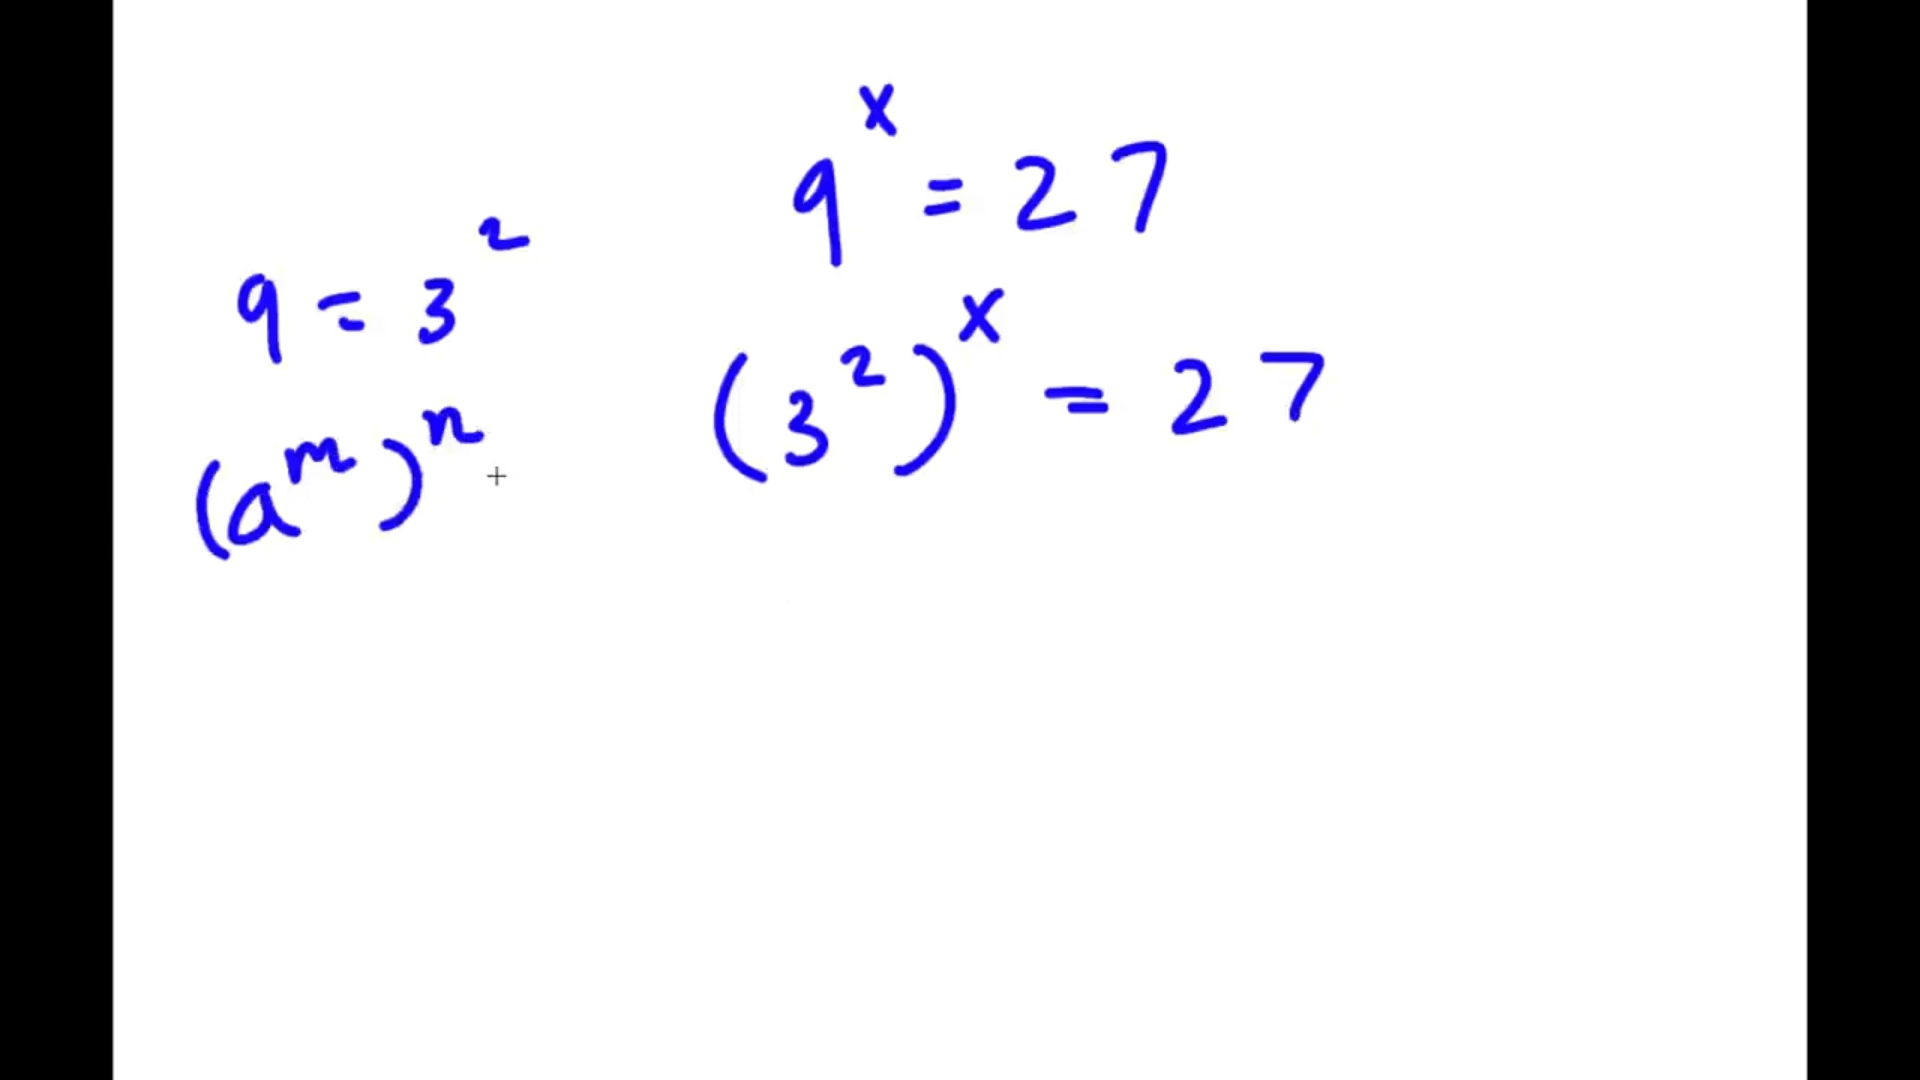 9^x = 27
9 = 3^2
(3^2)^x = 27
(a^m)^n